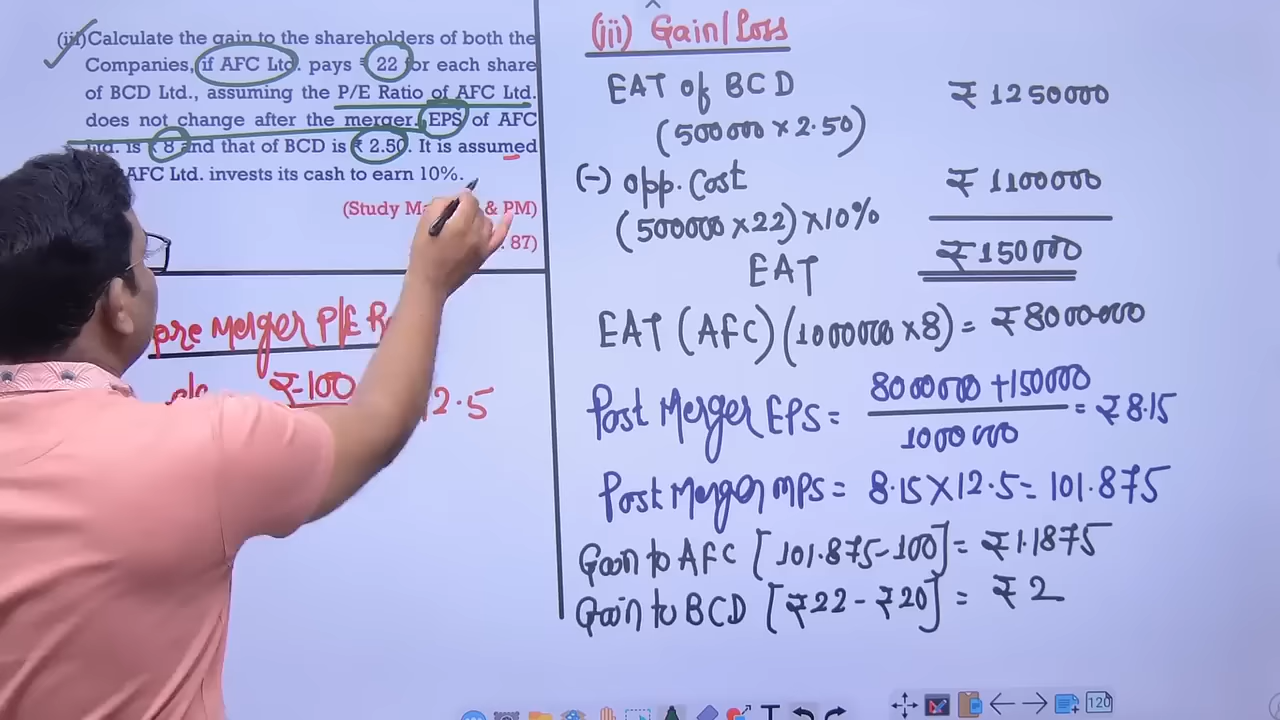 (iii) Calculate the gain to the shareholders of both the
Companies, if AFC Ltd. pays ₹ 22 for each share
of BCD Ltd., assuming the P/E Ratio of AFC Ltd.
does not change after the merger. EPS of AFC
Ltd. is ₹ 8 and that of BCD is ₹ 2.50. It is assumed
AFC Ltd. invests its cash to earn 10%.
(Study Ma & PM)
87)
pre Merger P/E R
₹100
12.5
(iii) Gain/Loss
EAT of BCD ₹1250000
(500000 × 2.50)
(-) Opp. Cost ₹1100000
(500000 × 22) × 10%
EAT ₹150000
EAT (AFC) (1000000 × 8) = ₹8000000
Post Merger EPS = 8000000 + 150000 / 1000000 = ₹8.15
Post Merger MPS = 8.15 × 12.5 = 101.875
Gain to AFC [101.875 - 100] = ₹1.1875
Gain to BCD [₹22 - ₹20] = ₹2
120